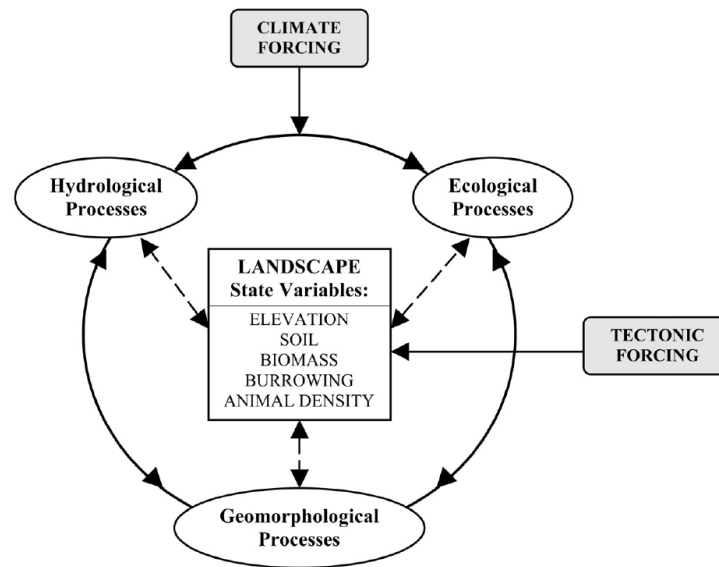 CLIMATE
FORCING
Hydrological
Processes
Ecological
Processes
LANDSCAPE
State Variables:
ELEVATION
SOIL
BIOMASS
BURROWING
ANIMAL DENSITY
TECTONIC
FORCING
Geomorphological
Processes